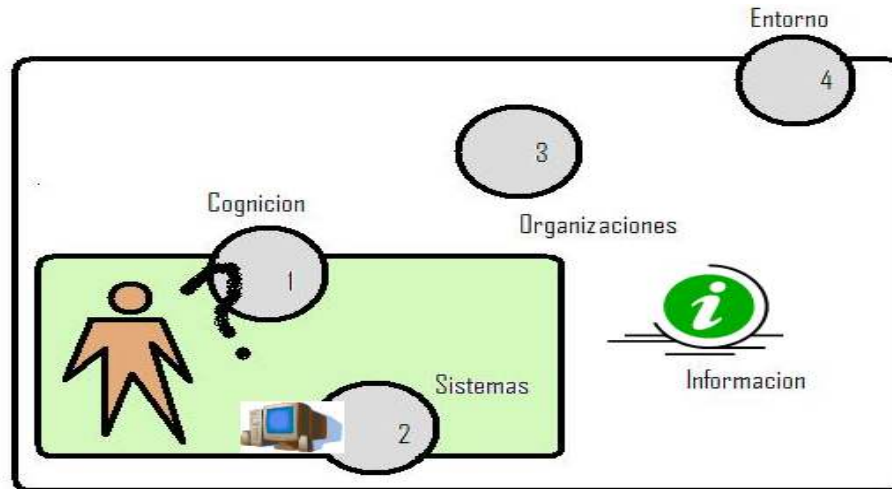 Entorno
4
3
Organizaciones
Cognicion
1
?
i
Informacion
Sistemas
2